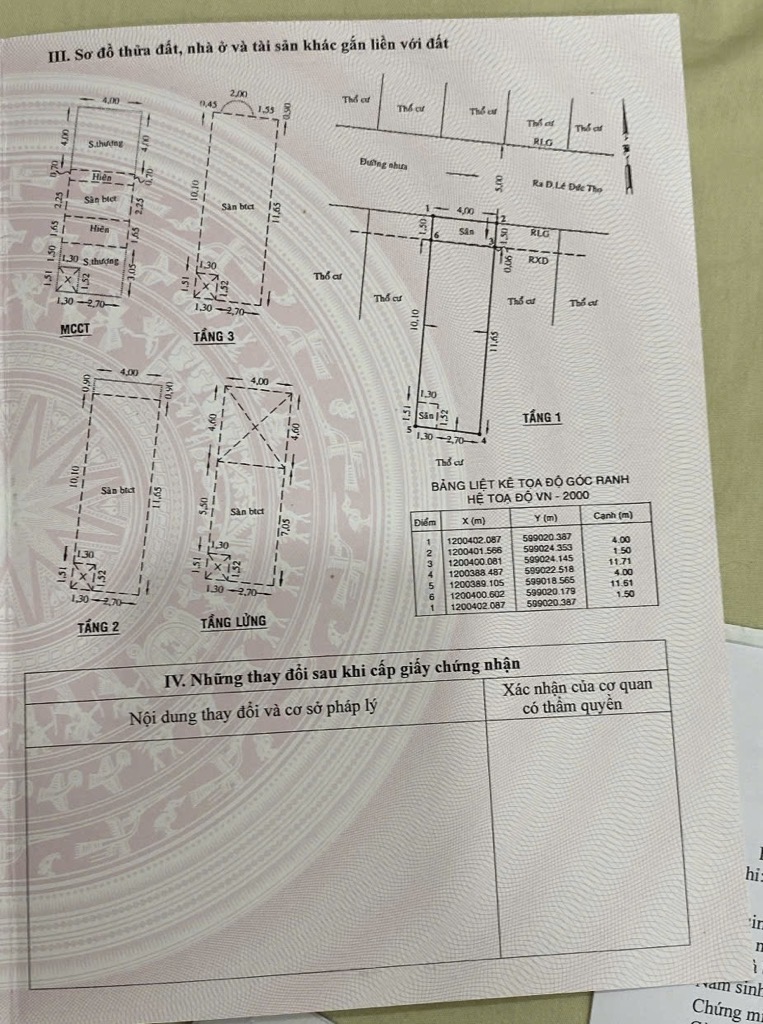 III. Sơ đồ thửa đất, nhà ở và tài sản khác gắn liền với đất
4,00
4,00
S.thượng
4,00
0,70
Hiên
0,70
2,25
Sàn btct
2,25
1,65
Hiên
1,65
1,50
1,30
S.thượng
3,05
1,51
X
1,52
1,30
2,70
MCCT
2,00
0,45
1,55
0,90
10,10
Sàn btct
11,65
1,30
1,51
X
1,52
1,30
2,70
TẦNG 3
Thổ cư
Thổ cư
Thổ cư
Thổ cư
Thổ cư
RLG
Đường nhựa
5,00
Ra Đ.Lê Đức Thọ
1
4,00
2
1,50
Sân
1,50
RLG
6
3
0,06
RXD
Thổ cư
Thổ cư
Thổ cư
Thổ cư
10,10
11,65
1,30
1,51
Sân
1,52
5
1,30
2,70
4
TẦNG 1
Thổ cư
4,00
0,90
0,90
10,10
Sàn btct
11,65
1,30
1,51
X
1,52
1,30
2,70
TẦNG 2
4,00
4,60
X
4,60
5,50
Sàn btct
7,05
1,30
1,51
X
1,52
1,30
2,70
TẦNG LỬNG
BẢNG LIỆT KÊ TỌA ĐỘ GÓC RANH
HỆ TOẠ ĐỘ VN - 2000
Điểm X (m) Y (m) Cạnh (m)
1 1200402.087 599020.387
4.00
2 1200401.566 599024.353
1.50
3 1200400.081 599024.145
11.71
4 1200388.487 599022.518
4.00
5 1200389.105 599018.565
11.61
6 1200400.602 599020.179
1.50
1 1200402.087 599020.387
IV. Những thay đổi sau khi cấp giấy chứng nhận
Nội dung thay đổi và cơ sở pháp lý
Xác nhận của cơ quan
có thẩm quyền
Năm sinh
Chứng m